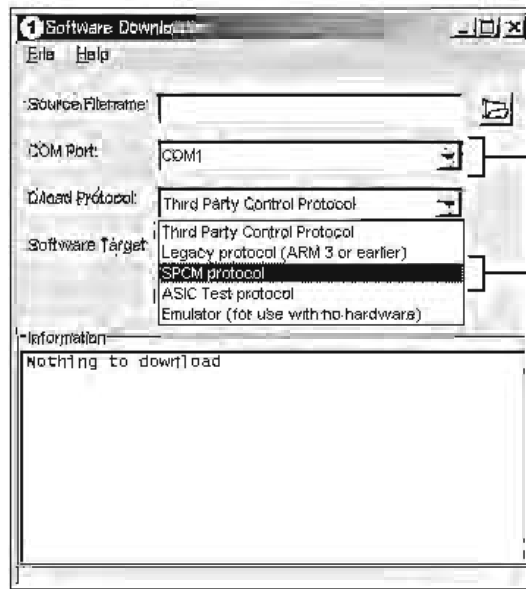 Software Download
File Help
Source Filename:
COM Port: COM1
D/load Protocol: Third Party Control Protocol
Software Target
Third Party Control Protocol
Legacy protocol (ARM 3 or earlier)
SPCM protocol
ASIC Test protocol
Emulator (for use with no hardware)
Information
Nothing to download